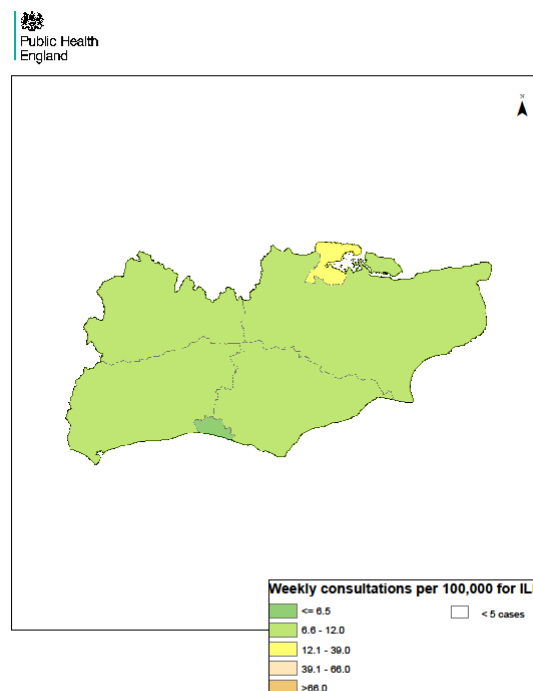 Public Health
England
N
Weekly consultations per 100,000 for IL
<= 6.5
< 5 cases
6.6 - 12.0
12.1 - 39.0
39.1 - 66.0
>66.0